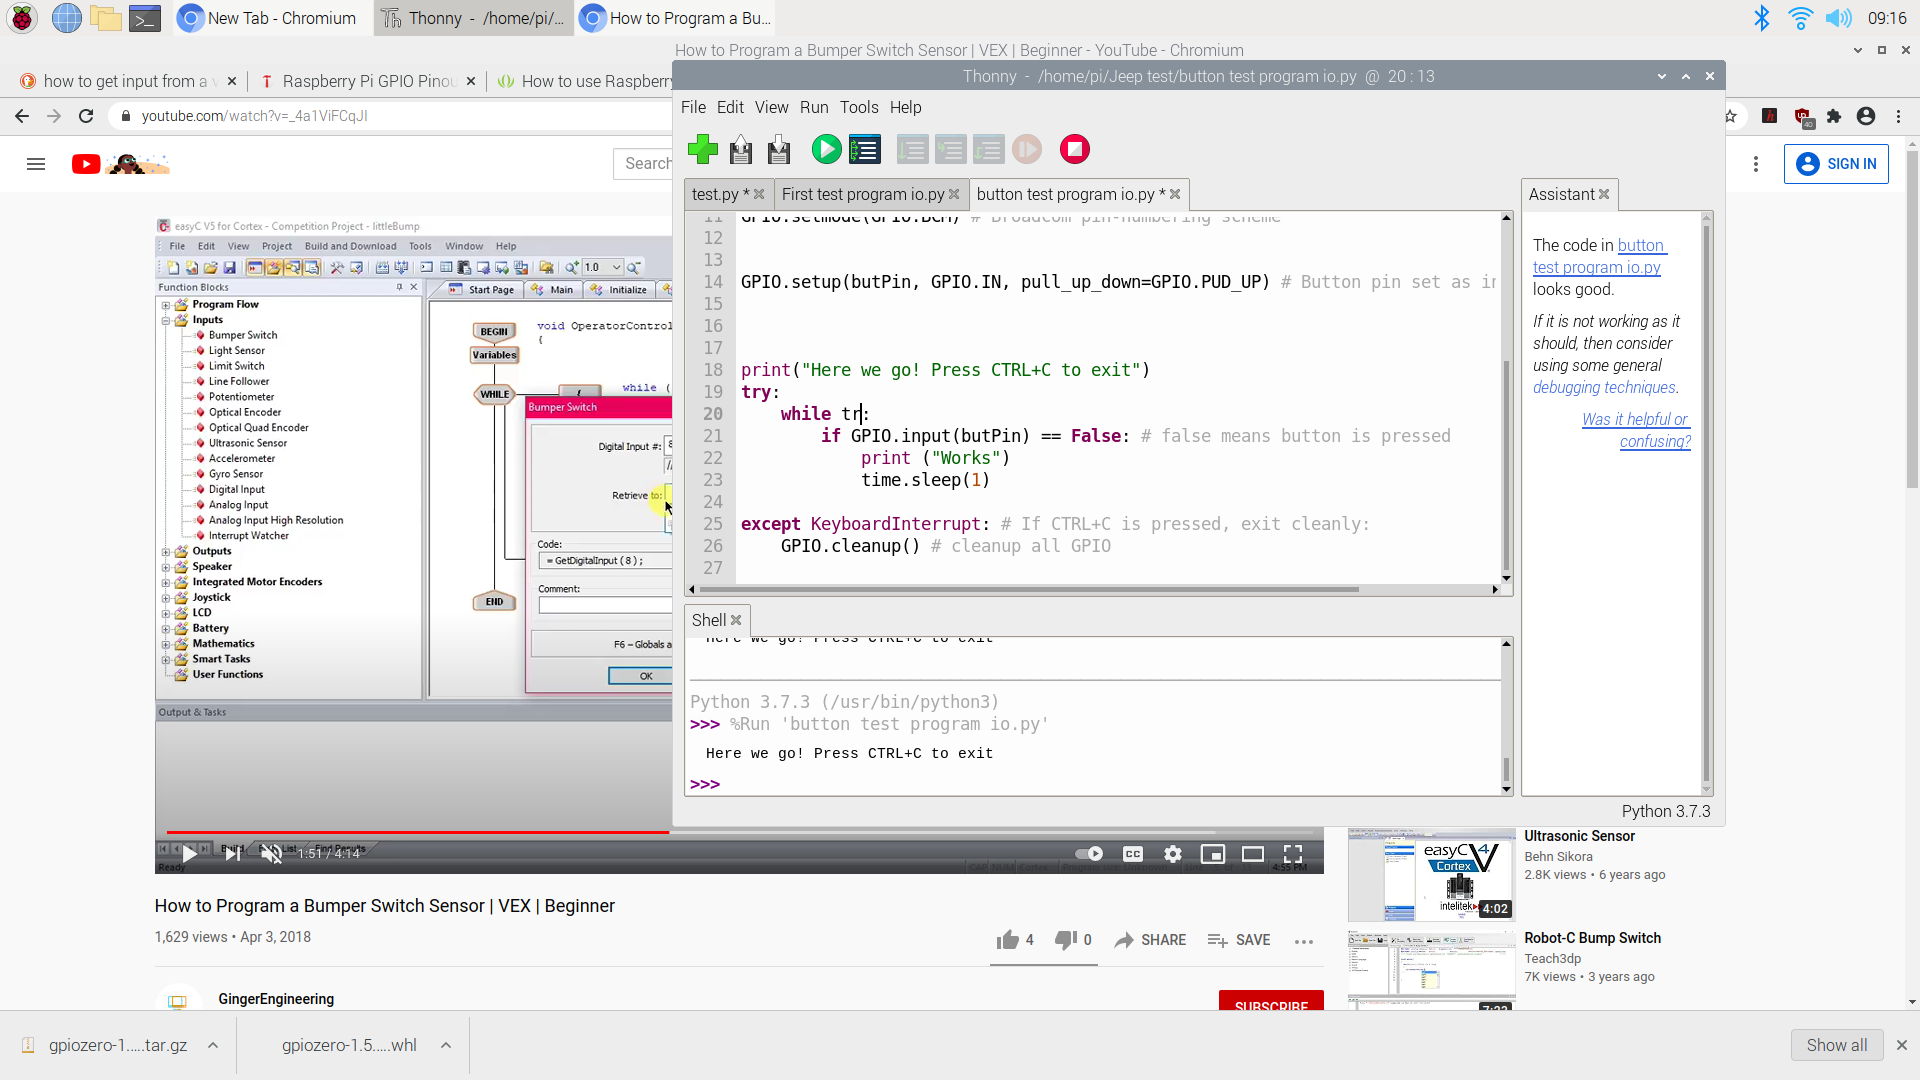 New Tab - Chromium
Thonny - /home/pi/...
How to Program a Bu...
09:16
How to Program a Bumper Switch Sensor | VEX | Beginner - YouTube - Chromium
how to get input from a v
Raspberry Pi GPIO Pinou
How to use Raspberry
youtube.com/watch?v=_4a1ViFCqJI
Search
SIGN IN
Thonny - /home/pi/Jeep test/button test program io.py @ 20 : 13
File Edit View Run Tools Help
test.py *
First test program io.py
button test program io.py *
Assistant
11 GPIO.setmode(GPIO.BCM) # Broadcom pin-numbering scheme
12
13
14 GPIO.setup(butPin, GPIO.IN, pull_up_down=GPIO.PUD_UP) # Button pin set as in
15
16
17
18 print("Here we go! Press CTRL+C to exit")
19 try:
20 while tr:
21 if GPIO.input(butPin) == False: # false means button is pressed
22 print ("Works")
23 time.sleep(1)
24
25 except KeyboardInterrupt: # If CTRL+C is pressed, exit cleanly:
26 GPIO.cleanup() # cleanup all GPIO
27
Shell
Here we go! Press CTRL+C to exit
Python 3.7.3 (/usr/bin/python3)
>>> %Run 'button test program io.py'
Here we go! Press CTRL+C to exit
>>>
The code in button
test program io.py
looks good.
If it is not working as it
should, then consider
using some general
debugging techniques.
Was it helpful or
confusing?
Python 3.7.3
easyC V5 for Cortex - Competition Project - littleBump
File Edit View Project Build and Download Tools Window Help
1.0
Function Blocks
Start Page
Main
Initialize
Program Flow
Inputs
Bumper Switch
Light Sensor
Limit Switch
Line Follower
Potentiometer
Optical Encoder
Optical Quad Encoder
Ultrasonic Sensor
Accelerometer
Gyro Sensor
Digital Input
Analog Input
Analog Input High Resolution
Interrupt Watcher
Outputs
Speaker
Integrated Motor Encoders
Joystick
LCD
Battery
Mathematics
Smart Tasks
User Functions
BEGIN
Variables
WHILE
END
void OperatorControl
{
while (
{
Bumper Switch
Digital Input #: 8
//
Retrieve to:
Code:
= GetDigitalInput ( 8 ) ;
Comment:
F6 – Globals a
OK
Output & Tasks
Build
Find Results
Ready
1:51 / 4:14
CC
4:55 PM
How to Program a Bumper Switch Sensor | VEX | Beginner
1,629 views • Apr 3, 2018
4
0
SHARE
SAVE
GingerEngineering
SUBSCRIBE
Ultrasonic Sensor
Behn Sikora
2.8K views • 6 years ago
easyC V4
Cortex
intelitek
4:02
Robot-C Bump Switch
Teach3dp
7K views • 3 years ago
gpiozero-1.....tar.gz
gpiozero-1.5.....whl
Show all